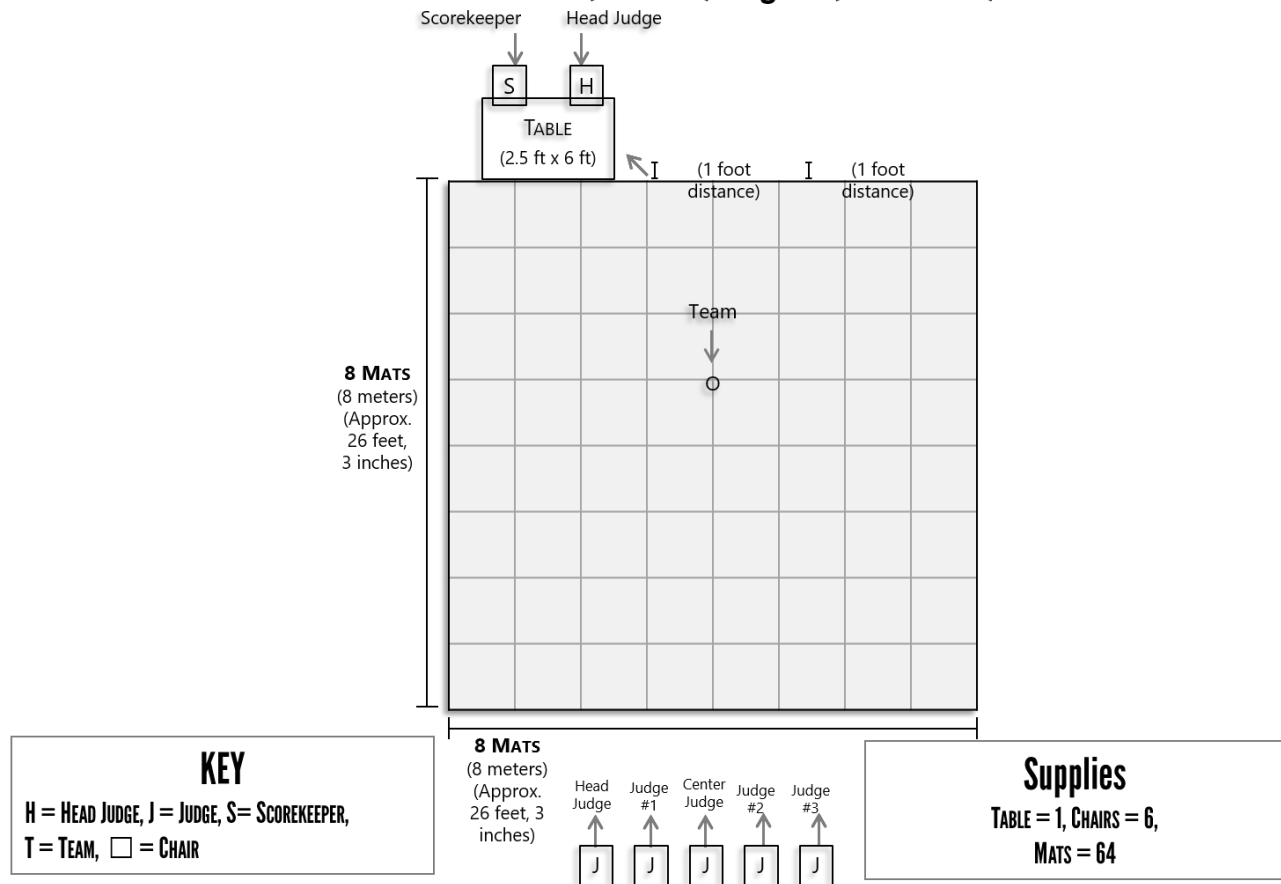 Scorekeeper
Head Judge
S
H
TABLE
(2.5 ft x 6 ft)
(1 foot
distance)
(1 foot
distance)
Team
O
8 MATS
(8 meters)
(Approx.
26 feet,
3 inches)
8 MATS
(8 meters)
(Approx.
26 feet, 3
inches)
Head
Judge
Judge
#1
Center
Judge
Judge
#2
Judge
#3
J
J
J
J
J
KEY
H = HEAD JUDGE, J = JUDGE, S= SCOREKEEPER,
T = TEAM, □ = CHAIR
Supplies
TABLE = 1, CHAIRS = 6,
MATS = 64